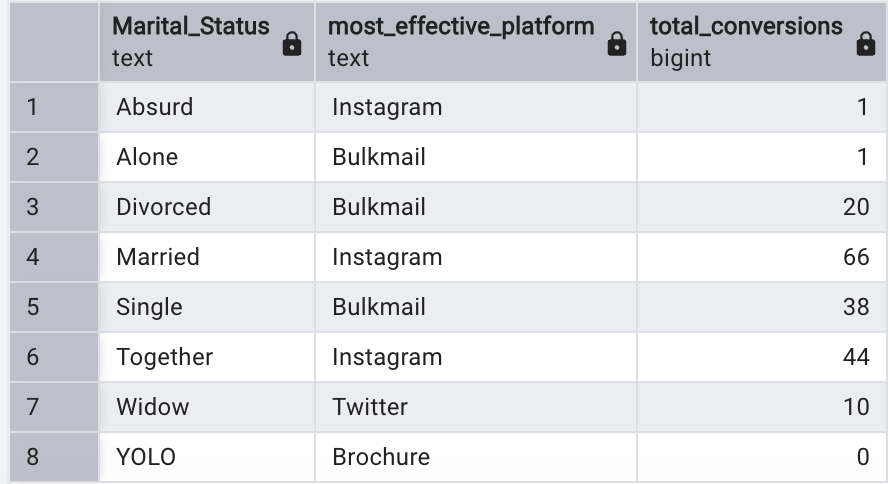 Marital_Status most_effective_platform total_conversions
text text bigint
1 Absurd Instagram 1
2 Alone Bulkmail 1
3 Divorced Bulkmail 20
4 Married Instagram 66
5 Single Bulkmail 38
6 Together Instagram 44
7 Widow Twitter 10
8 YOLO Brochure 0